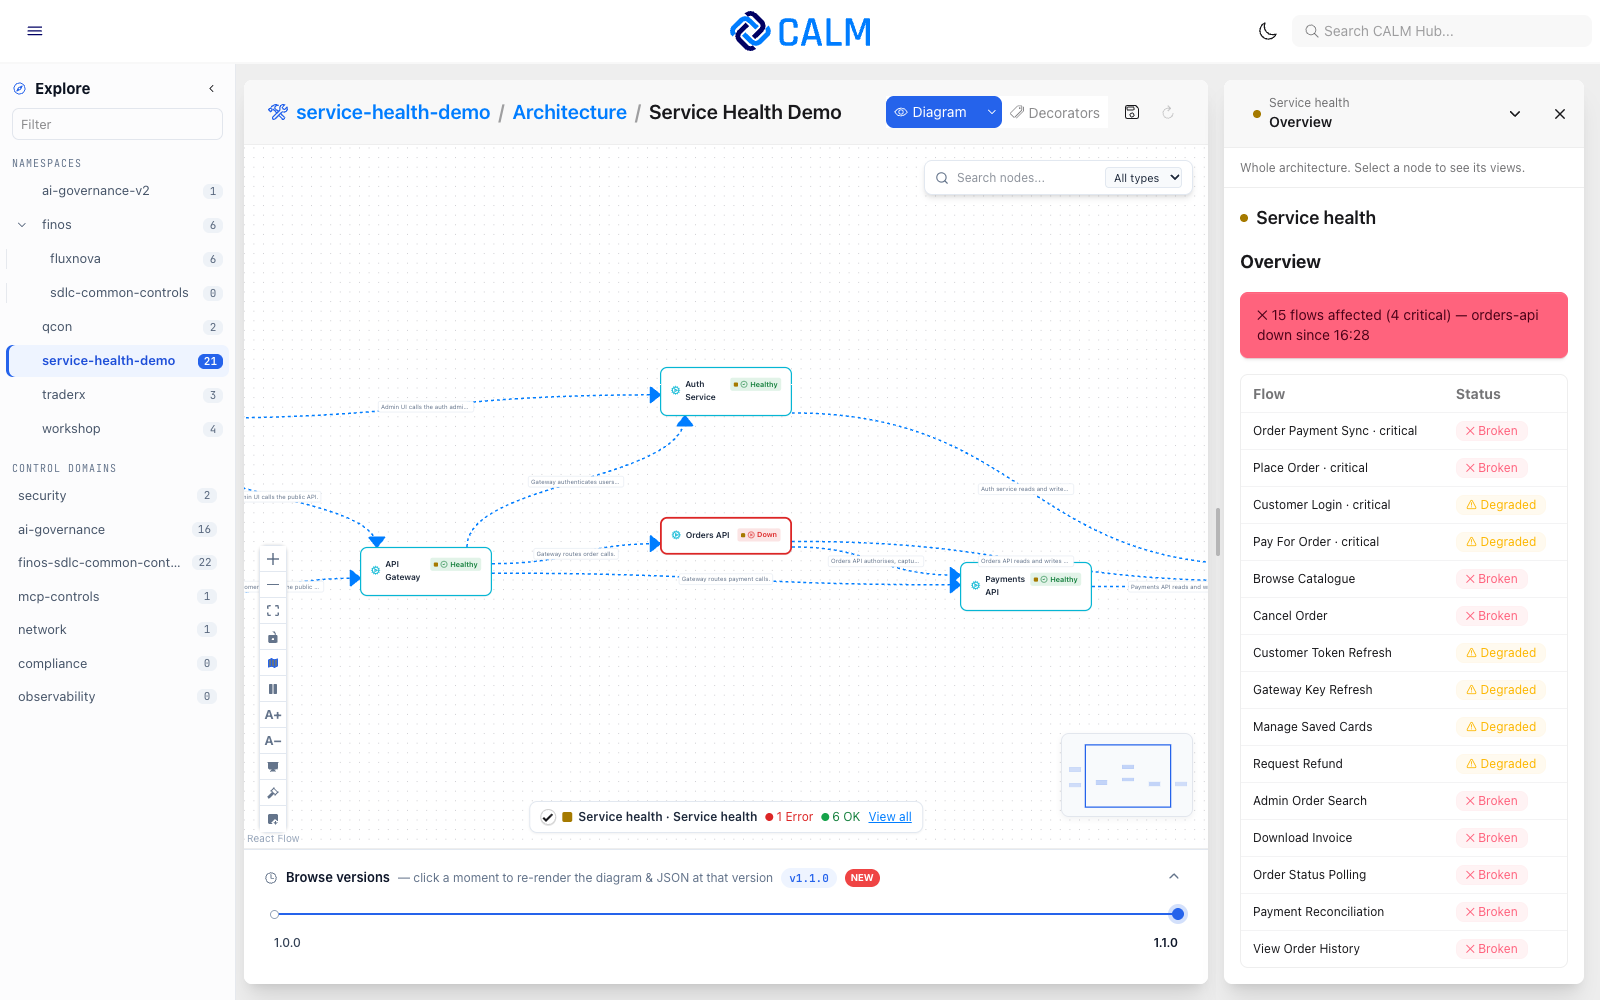 CALM
Search CALM Hub...
Explore
Filter
NAMESPACES
ai-governance-v2 1
finos 6
fluxnova 6
sdlc-common-controls 0
qcon 2
service-health-demo 21
traderx 3
workshop 4
CONTROL DOMAINS
security 2
ai-governance 16
finos-sdlc-common-cont... 22
mcp-controls 1
network 1
compliance 0
observability 0
service-health-demo / Architecture / Service Health Demo
Diagram
Decorators
Search nodes...
All types
Auth Service
Healthy
Admin UI calls the auth admi...
Gateway authenticates users...
Auth service reads and write...
in UI calls the public API.
Orders API
Down
Gateway routes order calls.
Orders API authorises, captu...
Orders API reads and writes ...
API Gateway
Healthy
the public ...
Gateway routes payment calls.
Payments API
Healthy
Payments API reads and w
A+
A−
React Flow
Service health · Service health 1 Error 6 OK View all
Browse versions — click a moment to re-render the diagram & JSON at that version v1.1.0 NEW
1.0.0
1.1.0
Service health
Overview
Whole architecture. Select a node to see its views.
Service health
Overview
15 flows affected (4 critical) — orders-api
down since 16:28
Flow Status
Order Payment Sync · critical Broken
Place Order · critical Broken
Customer Login · critical Degraded
Pay For Order · critical Degraded
Browse Catalogue Broken
Cancel Order Broken
Customer Token Refresh Degraded
Gateway Key Refresh Degraded
Manage Saved Cards Degraded
Request Refund Degraded
Admin Order Search Broken
Download Invoice Broken
Order Status Polling Broken
Payment Reconciliation Broken
View Order History Broken